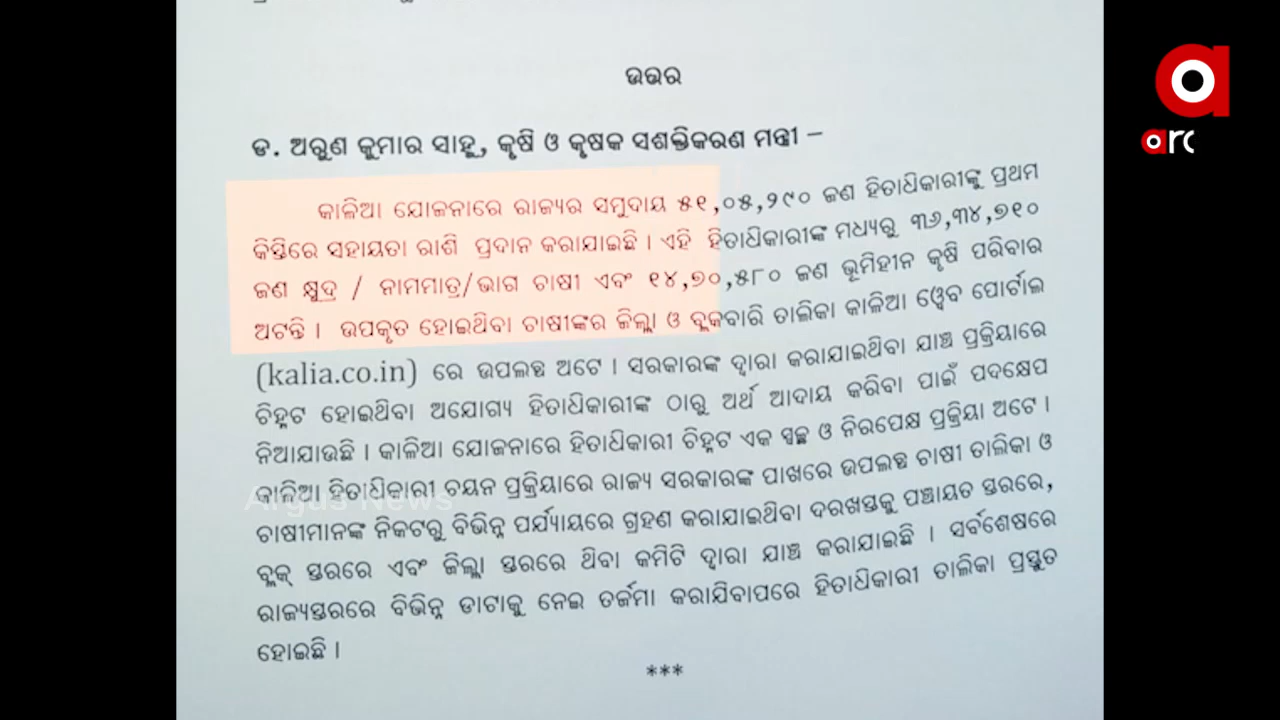 ଉତ୍ତର
ଡ. ଅରୁଣ କୁମାର ସାହୁ, କୃଷି ଓ କୃଷକ ସଶକ୍ତିକରଣ ମନ୍ତ୍ରୀ –
କାଳିଆ ଯୋଜନାରେ ରାଜ୍ୟର ସମୁଦାୟ ୫୧,୦୫,୨୯୦ ଜଣ ହିତାଧିକାରୀଙ୍କୁ ପ୍ରଥମ
କିସ୍ତିରେ ସହାୟତା ରାଶି ପ୍ରଦାନ କରାଯାଇଛି । ଏହି ହିତାଧିକାରୀଙ୍କ ମଧ୍ୟରୁ ୩୬,୩୪,୭୧୦
ଜଣ କ୍ଷୁଦ୍ର / ନାମମାତ୍ର/ଭାଗ ଚାଷୀ ଏବଂ ୧୪,୭୦,୫୮୦ ଜଣ ଭୂମିହୀନ କୃଷି ପରିବାର
ଅଟନ୍ତି । ଉପକୃତ ହୋଇଥିବା ଚାଷୀଙ୍କର ଜିଲ୍ଲା ଓ ବ୍ଲକବାରି ତାଲିକା କାଳିଆ ୱେବ ପୋର୍ଟାଲ
(kalia.co.in) ରେ ଉପଲବ୍ଧ ଅଟେ । ସରକାରଙ୍କ ଦ୍ୱାରା କରାଯାଇଥିବା ଯାଞ୍ଚ ପ୍ରକ୍ରିୟାରେ
ଚିହ୍ନଟ ହୋଇଥିବା ଅଯୋଗ୍ୟ ହିତାଧିକାରୀଙ୍କ ଠାରୁ ଅର୍ଥ ଆଦାୟ କରିବା ପାଇଁ ପଦକ୍ଷେପ
ନିଆଯାଉଛି । କାଳିଆ ଯୋଜନାରେ ହିତାଧିକାରୀ ଚିହ୍ନଟ ଏକ ସ୍ୱଚ୍ଛ ଓ ନିରପେକ୍ଷ ପ୍ରକ୍ରିୟା ଅଟେ ।
କାଳିଆ ହିତାଧିକାରୀ ଚୟନ ପ୍ରକ୍ରିୟାରେ ରାଜ୍ୟ ସରକାରଙ୍କ ପାଖରେ ଉପଲବ୍ଧ ଚାଷୀ ତାଲିକା ଓ
Argus News
ଚାଷୀମାନଙ୍କ ନିକଟରୁ ବିଭିନ୍ନ ପର୍ଯ୍ୟାୟରେ ଗ୍ରହଣ କରାଯାଇଥିବା ଦରଖାସ୍ତକୁ ପଞ୍ଚାୟତ ସ୍ତରରେ,
ବ୍ଲକ୍ ସ୍ତରରେ ଏବଂ ଜିଲ୍ଲା ସ୍ତରରେ ଥିବା କମିଟି ଦ୍ୱାରା ଯାଞ୍ଚ କରାଯାଇଛି । ସର୍ବଶେଷରେ
ରାଜ୍ୟସ୍ତରରେ ବିଭିନ୍ନ ଡାଟାକୁ ନେଇ ତର୍ଜମା କରାଯିବାପରେ ହିତାଧିକାରୀ ତାଲିକା ପ୍ରସ୍ତୁତ
ହୋଇଛି ।
***